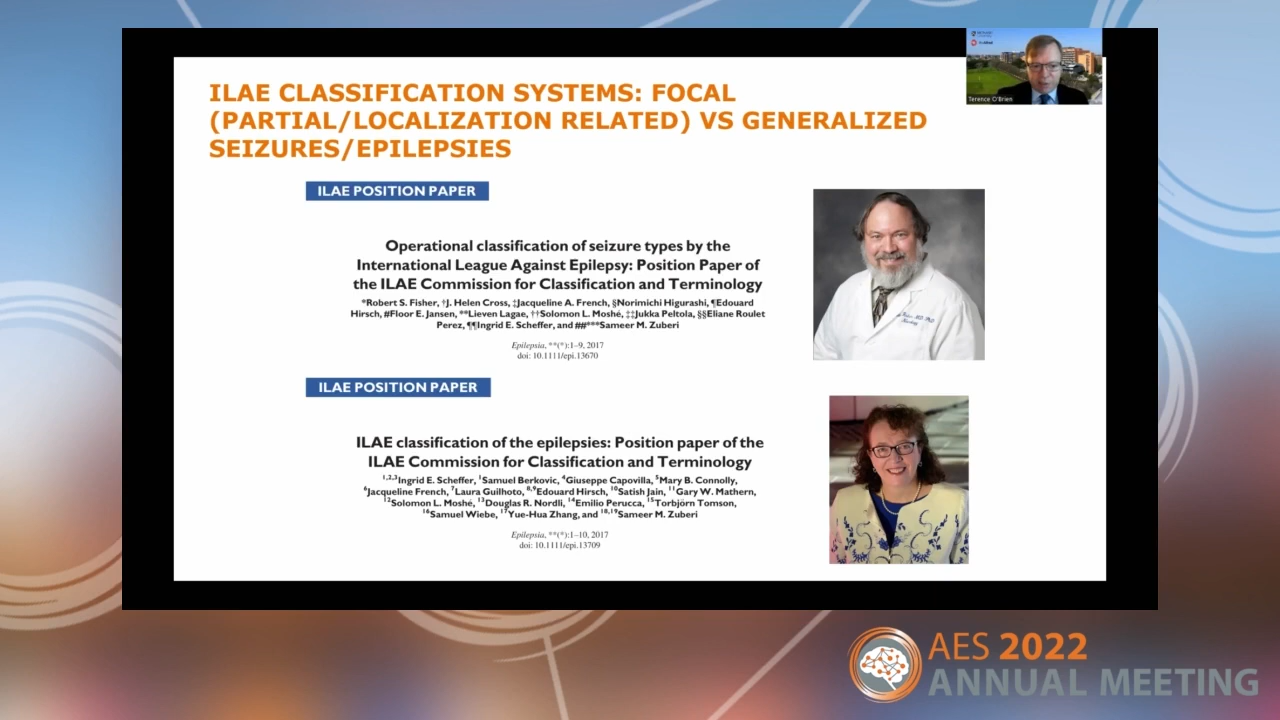 ILAE CLASSIFICATION SYSTEMS: FOCAL
(PARTIAL/LOCALIZATION RELATED) VS GENERALIZED
SEIZURES/EPILEPSIES
Terence O'Brien
ILAE POSITION PAPER
Operational classification of seizure types by the
International League Against Epilepsy: Position Paper of
the ILAE Commission for Classification and Terminology
*Robert S. Fisher, †J. Helen Cross, ‡Jacqueline A. French, §Norimichi Higurashi, ¶Edouard
Hirsch, #Floor E. Jansen, **Lieven Lagae, ††Solomon L. Moshé, ‡‡Jukka Peltola, §§Eliane Roulet
Perez, ¶¶Ingrid E. Scheffer, and ##***Sameer M. Zuberi
Epilepsia, **(*):1–9, 2017
doi: 10.1111/epi.13670
ILAE POSITION PAPER
ILAE classification of the epilepsies: Position paper of the
ILAE Commission for Classification and Terminology
1,2,3Ingrid E. Scheffer, 1Samuel Berkovic, 4Giuseppe Capovilla, 5Mary B. Connolly,
6Jacqueline French, 7Laura Guilhoto, 8,9Edouard Hirsch, 10Satish Jain, 11Gary W. Mathern,
12Solomon L. Moshé, 13Douglas R. Nordli, 14Emilio Perucca, 15Torbjörn Tomson,
16Samuel Wiebe, 17Yue-Hua Zhang, and 18,19Sameer M. Zuberi
Epilepsia, **(*):1–10, 2017
doi: 10.1111/epi.13709
AES 2022
ANNUAL MEETING